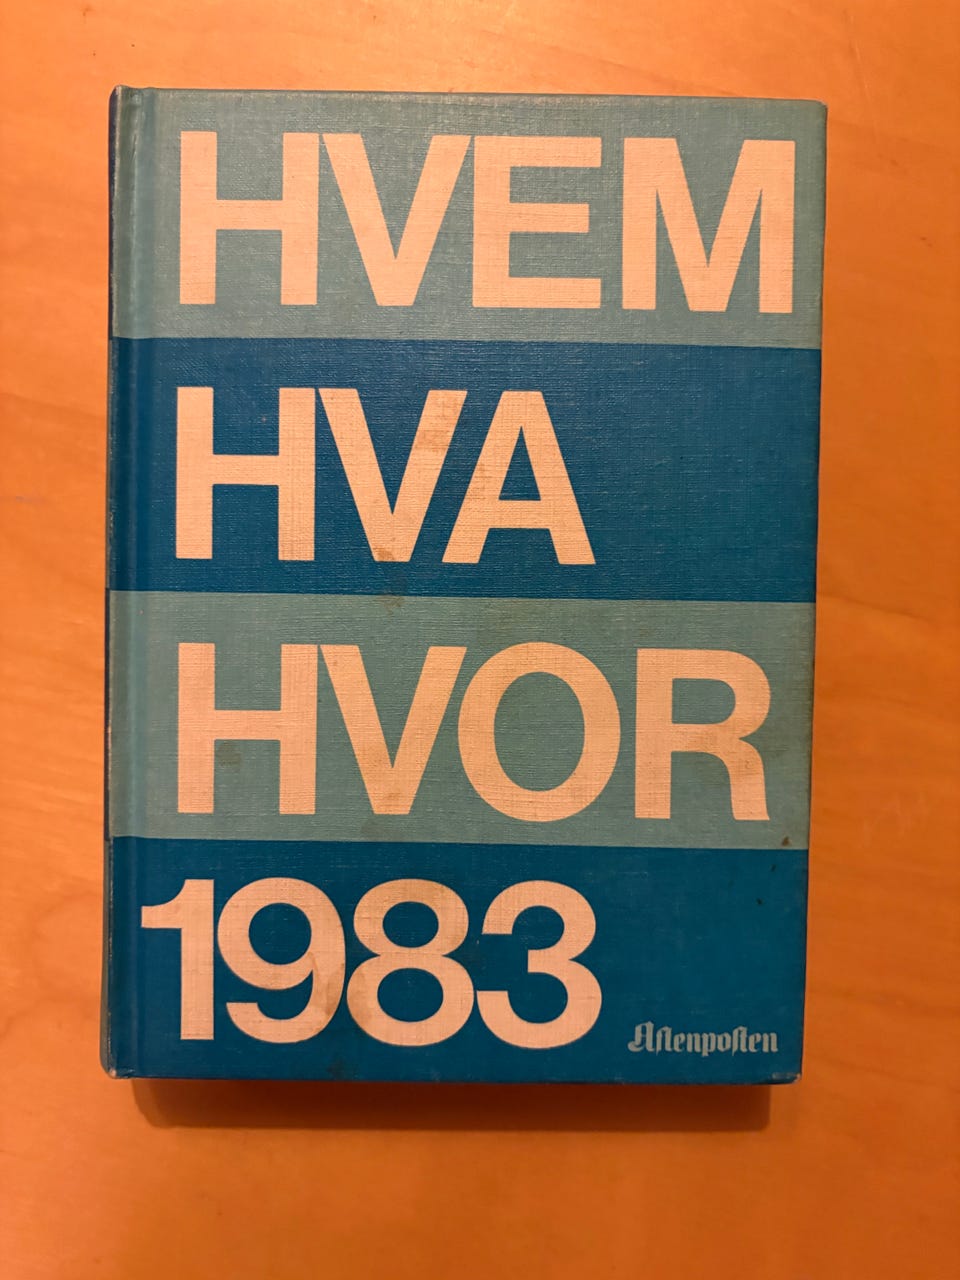 HVEM
HVA
HVOR
1983
Aftenposten